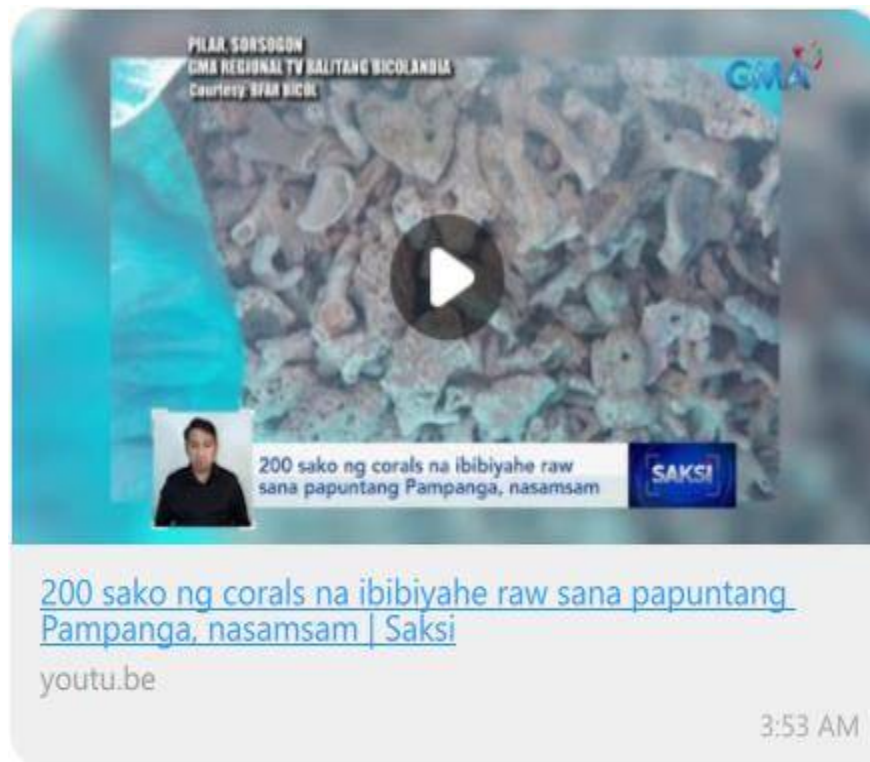 PILAR, SORSOGON
GMA REGIONAL TV BALITANG BICOLANDIA
Courtesy: BFAR BICOL
GMA
200 sako ng corals na ibibiyahe raw
sana papuntang Pampanga, nasamsam
SAKSI
200 sako ng corals na ibibiyahe raw sana papuntang
Pampanga, nasamsam | Saksi
youtu.be
3:53 AM